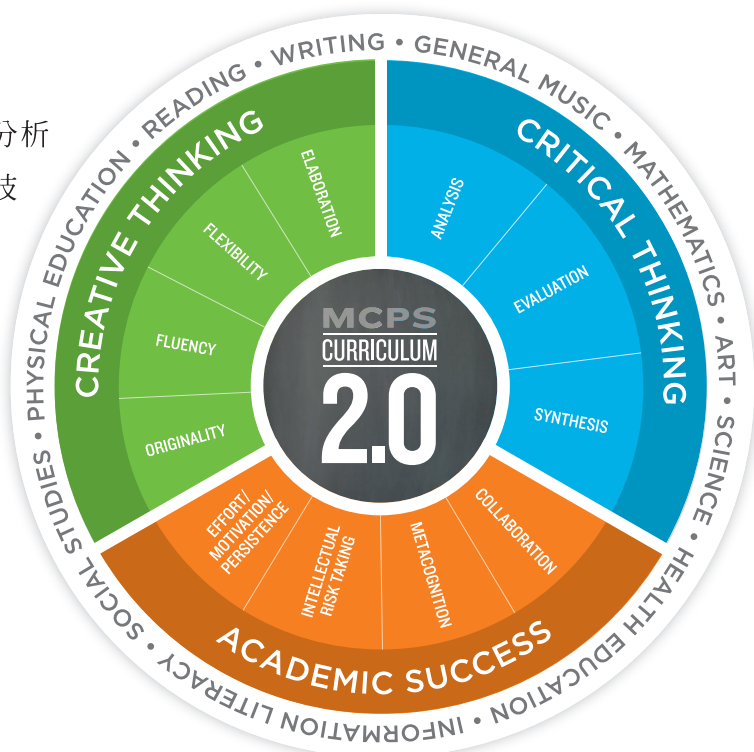 分析
技
WRITING • GENERAL MUSIC • MATHEMATICS • ART • SCIENCE • HEALTH EDUCATION • INFORMATION LITERACY • SOCIAL STUDIES • PHYSICAL EDUCATION • READING •
CREATIVE THINKING
ELABORATION
FLEXIBILITY
FLUENCY
ORIGINALITY
CRITICAL THINKING
ANALYSIS
EVALUATION
SYNTHESIS
MCPS
CURRICULUM
2.0
EFFORT/
MOTIVATION/
PERSISTENCE
INTELLECTUAL
RISK TAKING
METACOGNITION
COLLABORATION
ACADEMIC SUCCESS